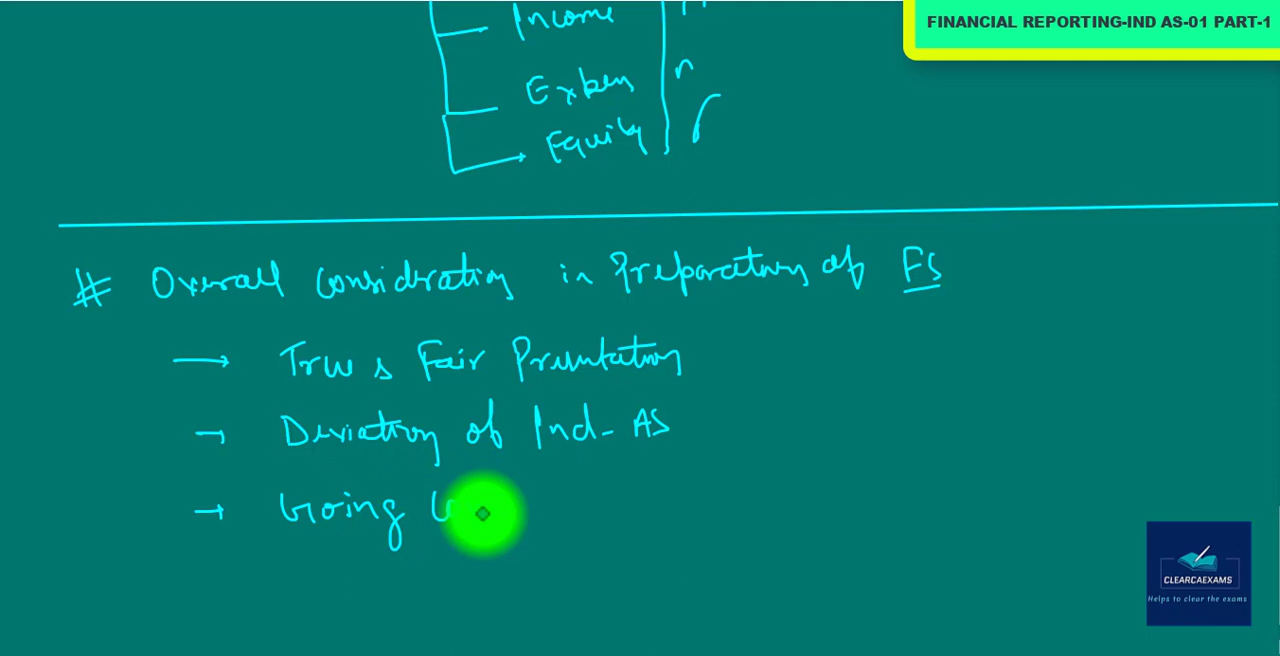 FINANCIAL REPORTING-IND AS-01 PART-1
Income
Expen
Equity
# Overall consideration in Preparation of FS
→ True & Fair Presentation
→ Deviation of Ind-AS
→ Going
CLEARCAEXAMS
Helps to clear the exams